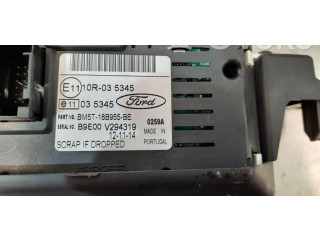 E11 10R-03 5345
e11 03 5345
Ford
PART NO. BM5T-18B955-BE
SERIAL NO. B9E00 V294319
0259A
12-11-14
MADE IN
PORTUGAL
SCRAP IF DROPPED